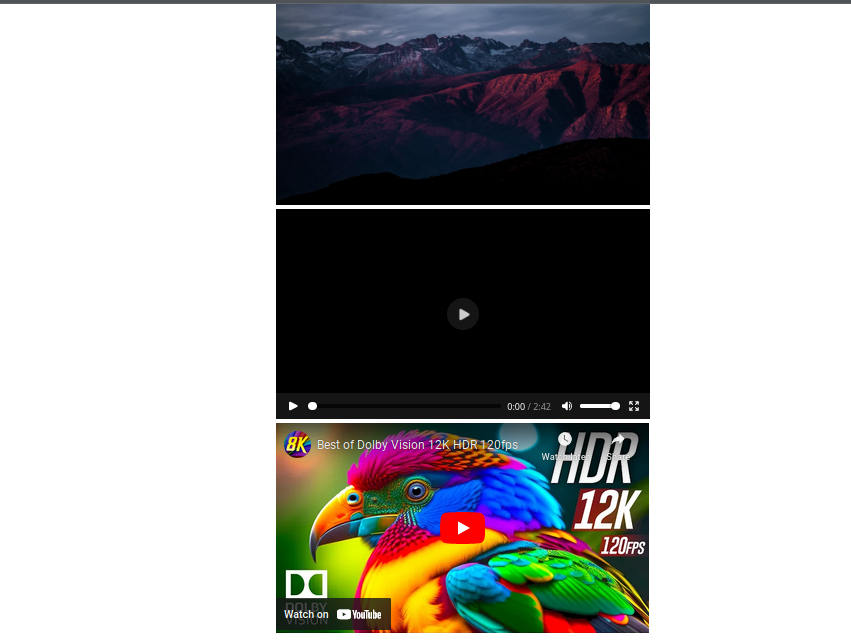 0:00 / 2:42
8K Best of Dolby Vision 12K HDR 120fps
Watch later
Share
HDR
12K
120FPS
DOLBY
VISION
Watch on YouTube